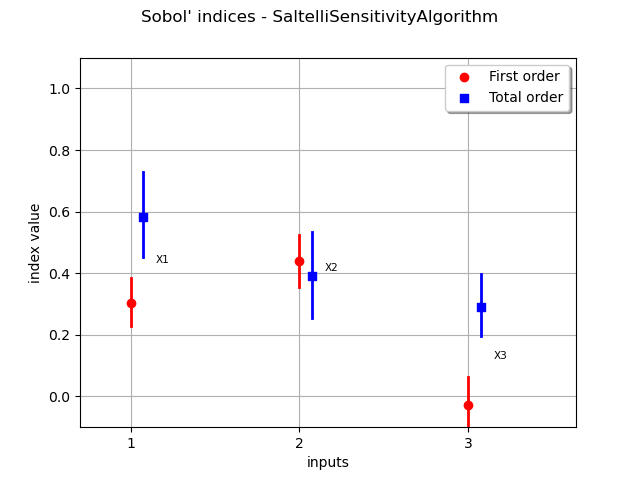 Sobol' indices - SaltelliSensitivityAlgorithm
First order
Total order
1.0
0.8
0.6
0.4
0.2
0.0
index value
X1
X2
X3
1
2
3
inputs